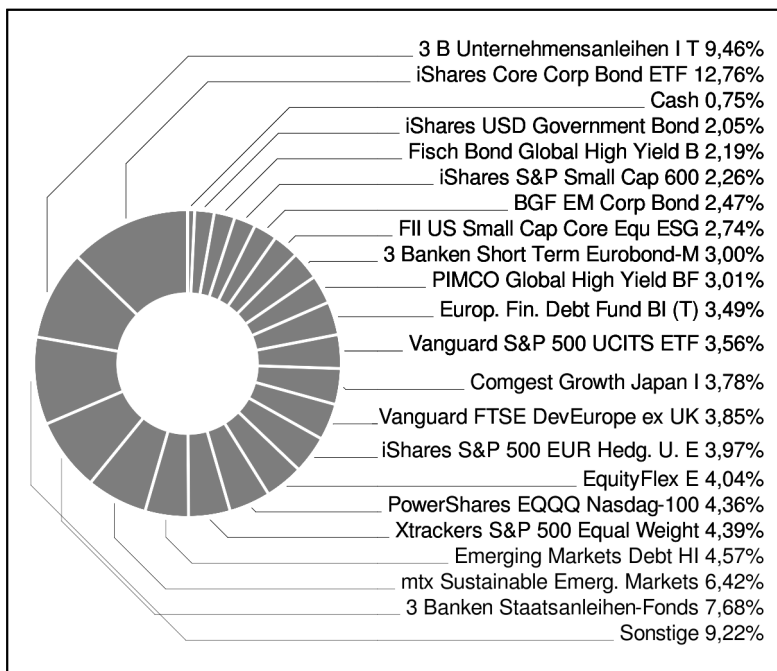 3 B Unternehmensanleihen I T 9,46%
iShares Core Corp Bond ETF 12,76%
Cash 0,75%
iShares USD Government Bond 2,05%
Fisch Bond Global High Yield B 2,19%
iShares S&P Small Cap 600 2,26%
BGF EM Corp Bond 2,47%
FII US Small Cap Core Equ ESG 2,74%
3 Banken Short Term Eurobond-M 3,00%
PIMCO Global High Yield BF 3,01%
Europ. Fin. Debt Fund BI (T) 3,49%
Vanguard S&P 500 UCITS ETF 3,56%
Comgest Growth Japan I 3,78%
Vanguard FTSE DevEurope ex UK 3,85%
iShares S&P 500 EUR Hedg. U. E 3,97%
EquityFlex E 4,04%
PowerShares EQQQ Nasdag-100 4,36%
Xtrackers S&P 500 Equal Weight 4,39%
Emerging Markets Debt HI 4,57%
mtx Sustainable Emerg. Markets 6,42%
3 Banken Staatsanleihen-Fonds 7,68%
Sonstige 9,22%